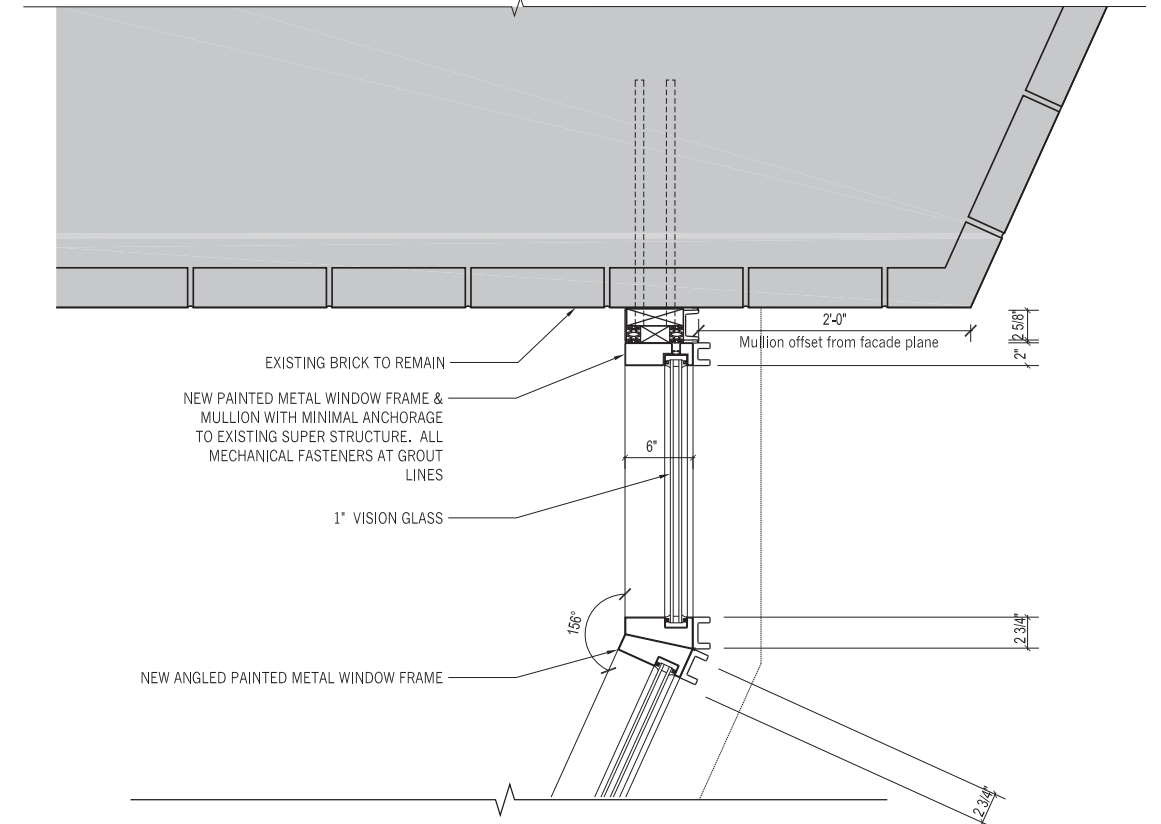 2'-0"
Mullion offset from facade plane
2 5/8"
2"
EXISTING BRICK TO REMAIN
NEW PAINTED METAL WINDOW FRAME &
MULLION WITH MINIMAL ANCHORAGE
TO EXISTING SUPER STRUCTURE. ALL
MECHANICAL FASTENERS AT GROUT
LINES
6"
1" VISION GLASS
156°
2 3/4"
NEW ANGLED PAINTED METAL WINDOW FRAME
2 3/4"